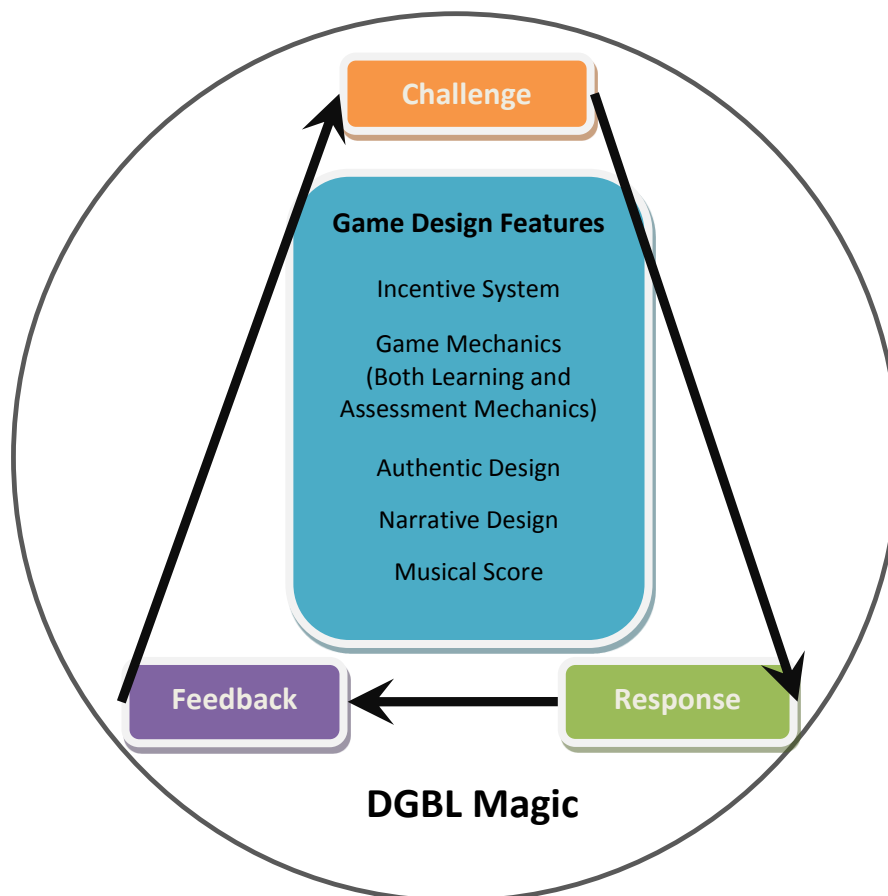 Challenge
Game Design Features
Incentive System
Game Mechanics
(Both Learning and
Assessment Mechanics)
Authentic Design
Narrative Design
Musical Score
Feedback
Response
DGBL Magic